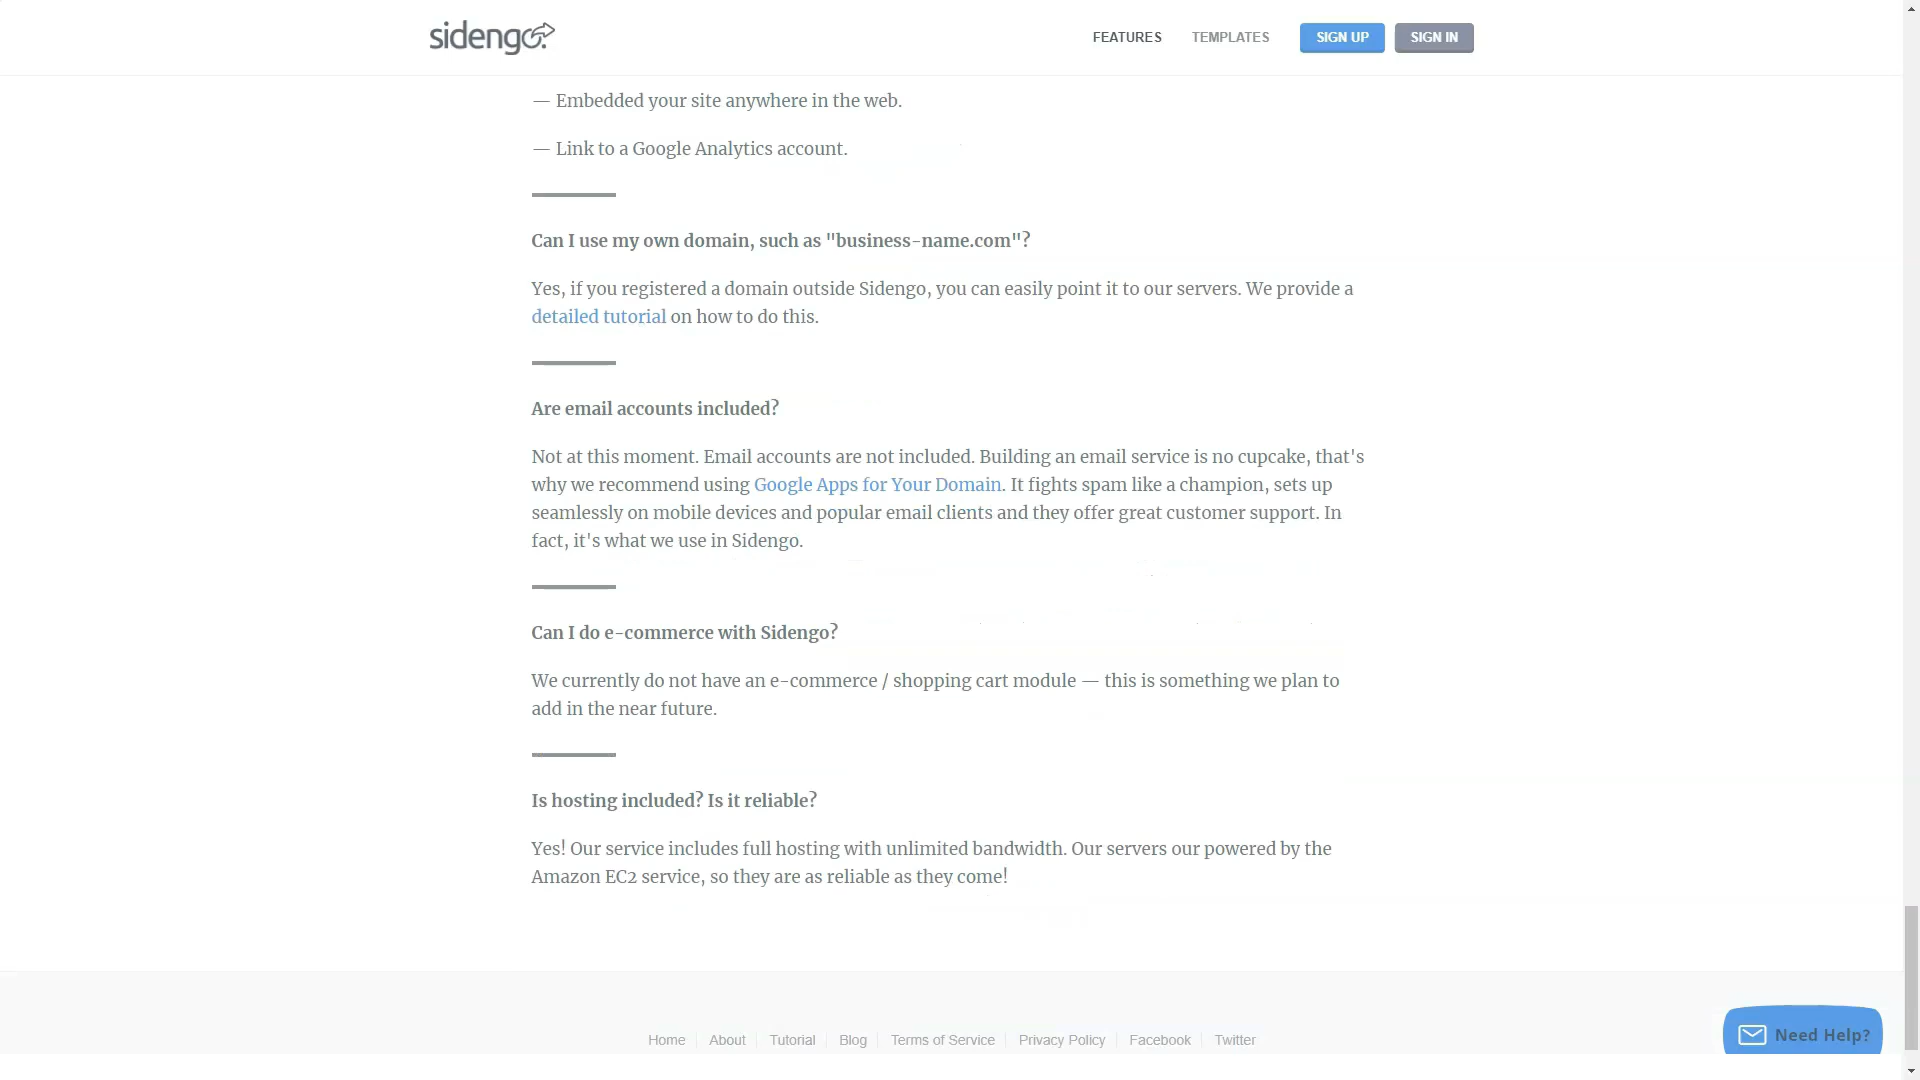 sidengo
FEATURES
TEMPLATES
SIGN UP
SIGN IN
— Embedded your site anywhere in the web.
— Link to a Google Analytics account.
Can I use my own domain, such as "business-name.com"?
Yes, if you registered a domain outside Sidengo, you can easily point it to our servers. We provide a
detailed tutorial on how to do this.
Are email accounts included?
Not at this moment. Email accounts are not included. Building an email service is no cupcake, that's
why we recommend using Google Apps for Your Domain. It fights spam like a champion, sets up
seamlessly on mobile devices and popular email clients and they offer great customer support. In
fact, it's what we use in Sidengo.
Can I do e-commerce with Sidengo?
We currently do not have an e-commerce / shopping cart module — this is something we plan to
add in the near future.
Is hosting included? Is it reliable?
Yes! Our service includes full hosting with unlimited bandwidth. Our servers our powered by the
Amazon EC2 service, so they are as reliable as they come!
Home About Tutorial Blog Terms of Service Privacy Policy Facebook Twitter
Need Help?